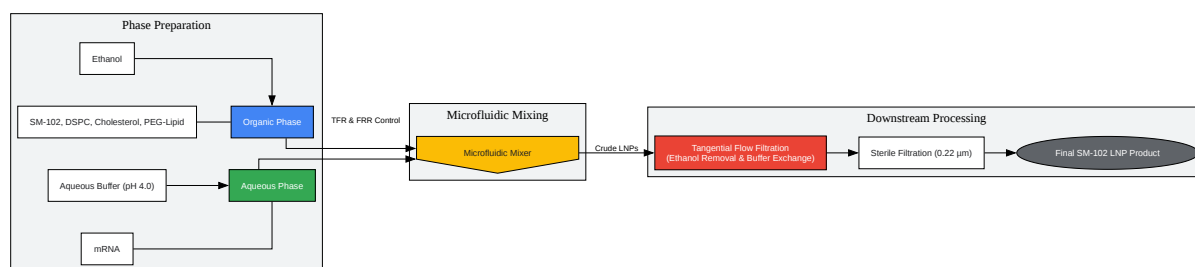 Phase Preparation
Ethanol
SM-102, DSPC, Cholesterol, PEG-Lipid
Organic Phase
Aqueous Buffer (pH 4.0)
Aqueous Phase
mRNA
TFR & FRR Control
Microfluidic Mixing
Microfluidic Mixer
Crude LNPs
Downstream Processing
Tangential Flow Filtration
(Ethanol Removal & Buffer Exchange)
Sterile Filtration (0.22 µm)
Final SM-102 LNP Product